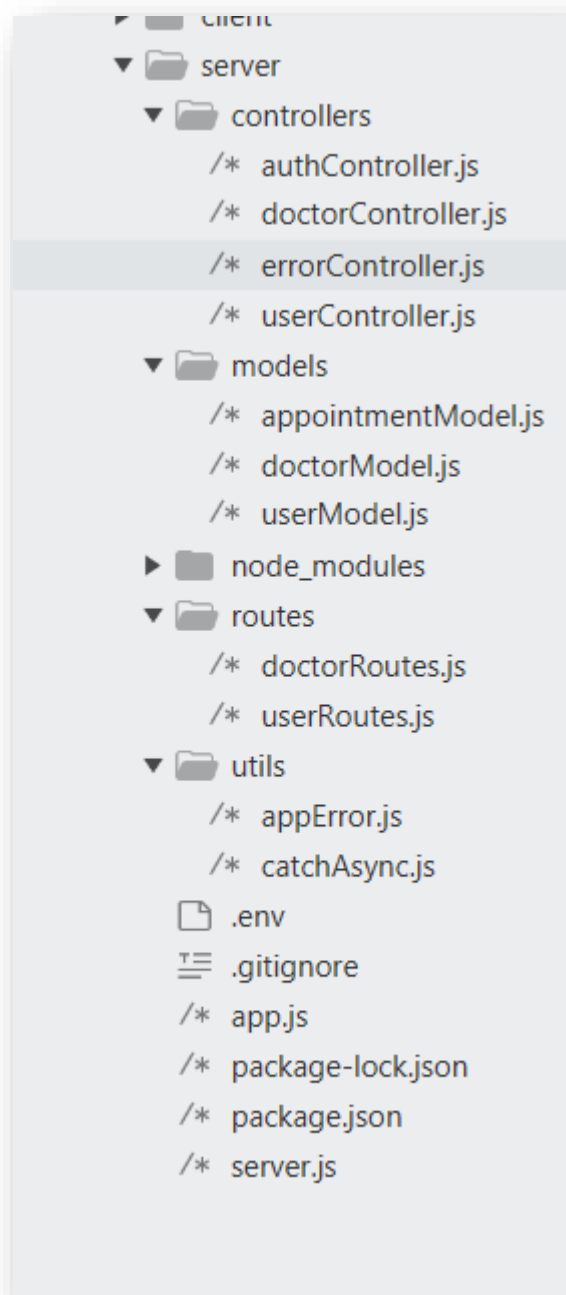 client
server
controllers
/* authController.js
/* doctorController.js
/* errorController.js
/* userController.js
models
/* appointmentModel.js
/* doctorModel.js
/* userModel.js
node_modules
routes
/* doctorRoutes.js
/* userRoutes.js
utils
/* appError.js
/* catchAsync.js
.env
.gitignore
/* app.js
/* package-lock.json
/* package.json
/* server.js